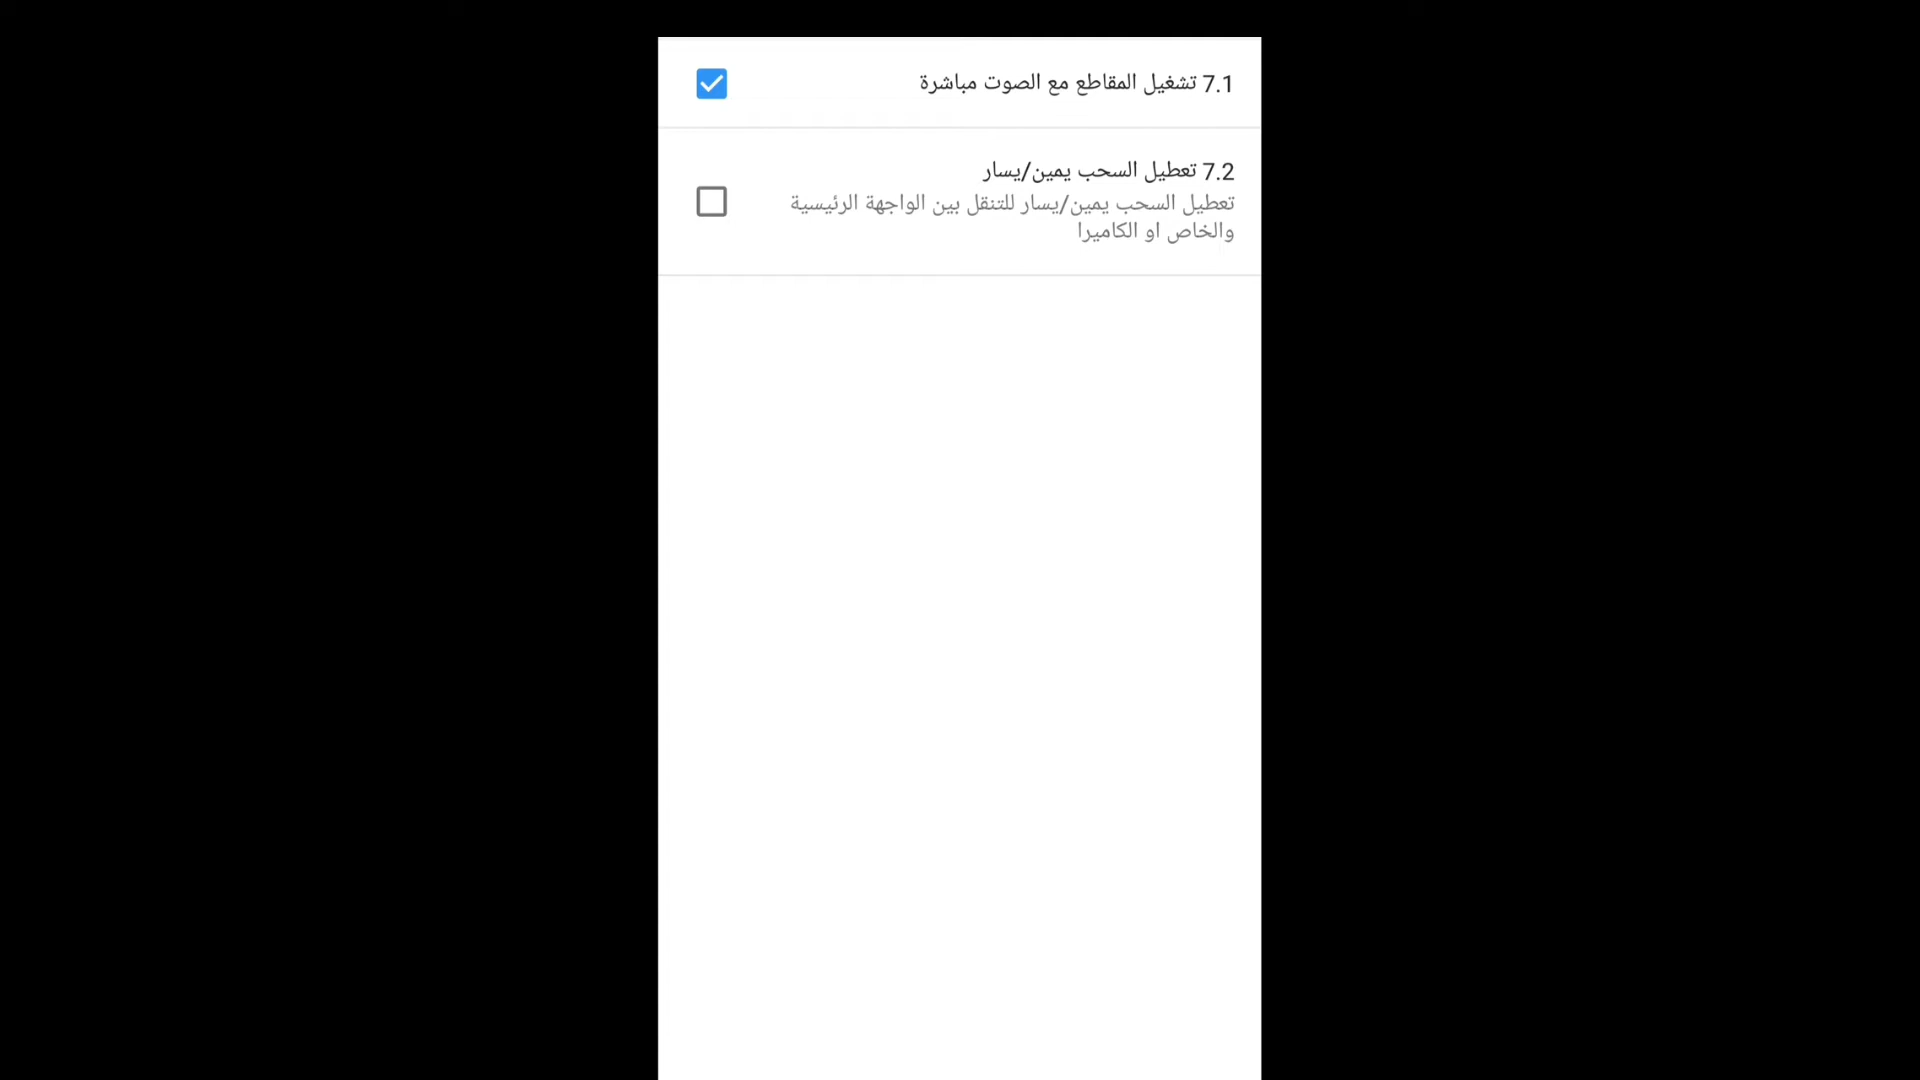 7.1 تشغيل المقاطع مع الصوت مباشرة
7.2 تعطيل السحب يمين/يسار
تعطيل السحب يمين/يسار للتنقل بين الواجهة الرئيسية
والخاص او الكاميرا